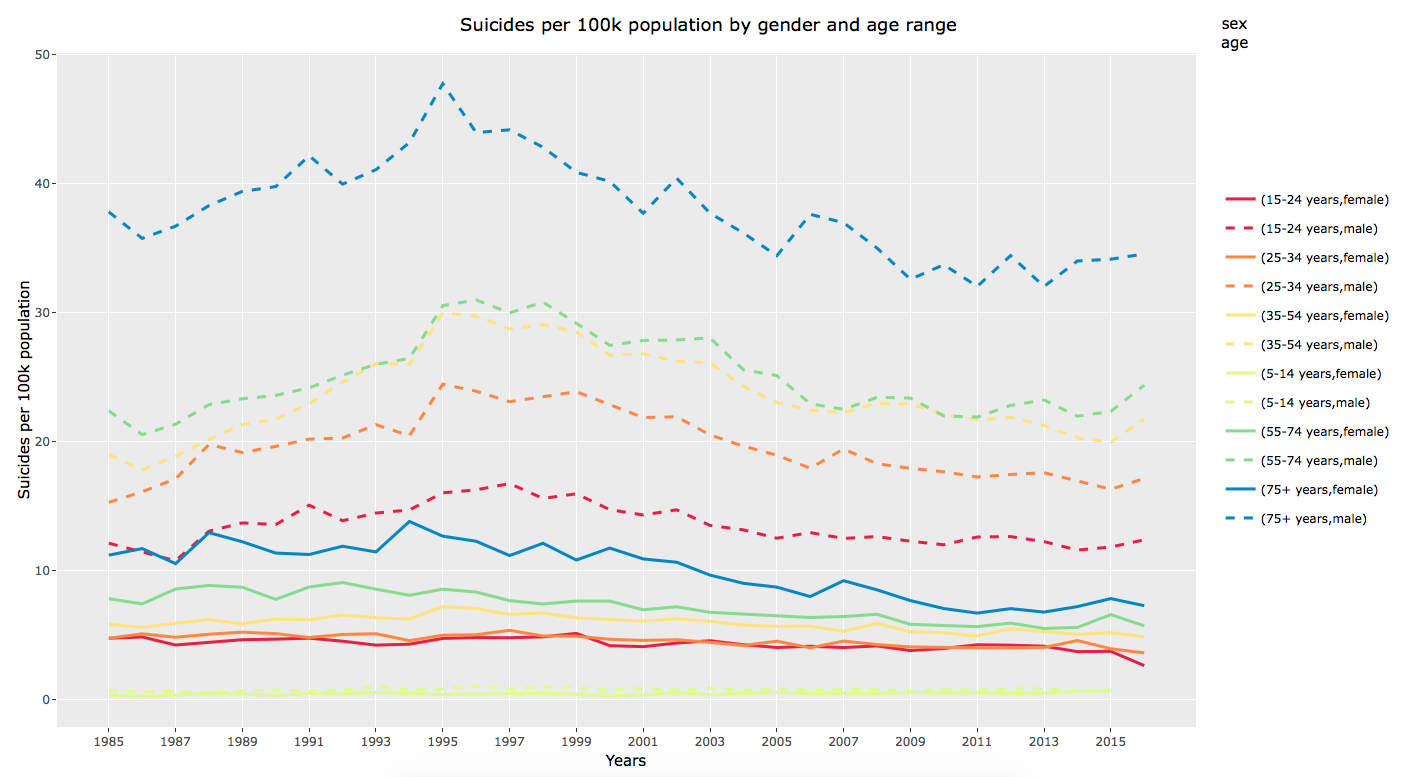 Suicides per 100k population by gender and age range
sex
age
Suicides per 100k population
50
40
30
20
10
0
1985 1987 1989 1991 1993 1995 1997 1999 2001 2003 2005 2007 2009 2011 2013 2015
Years
(15-24 years,female)
(15-24 years,male)
(25-34 years,female)
(25-34 years,male)
(35-54 years,female)
(35-54 years,male)
(5-14 years,female)
(5-14 years,male)
(55-74 years,female)
(55-74 years,male)
(75+ years,female)
(75+ years,male)